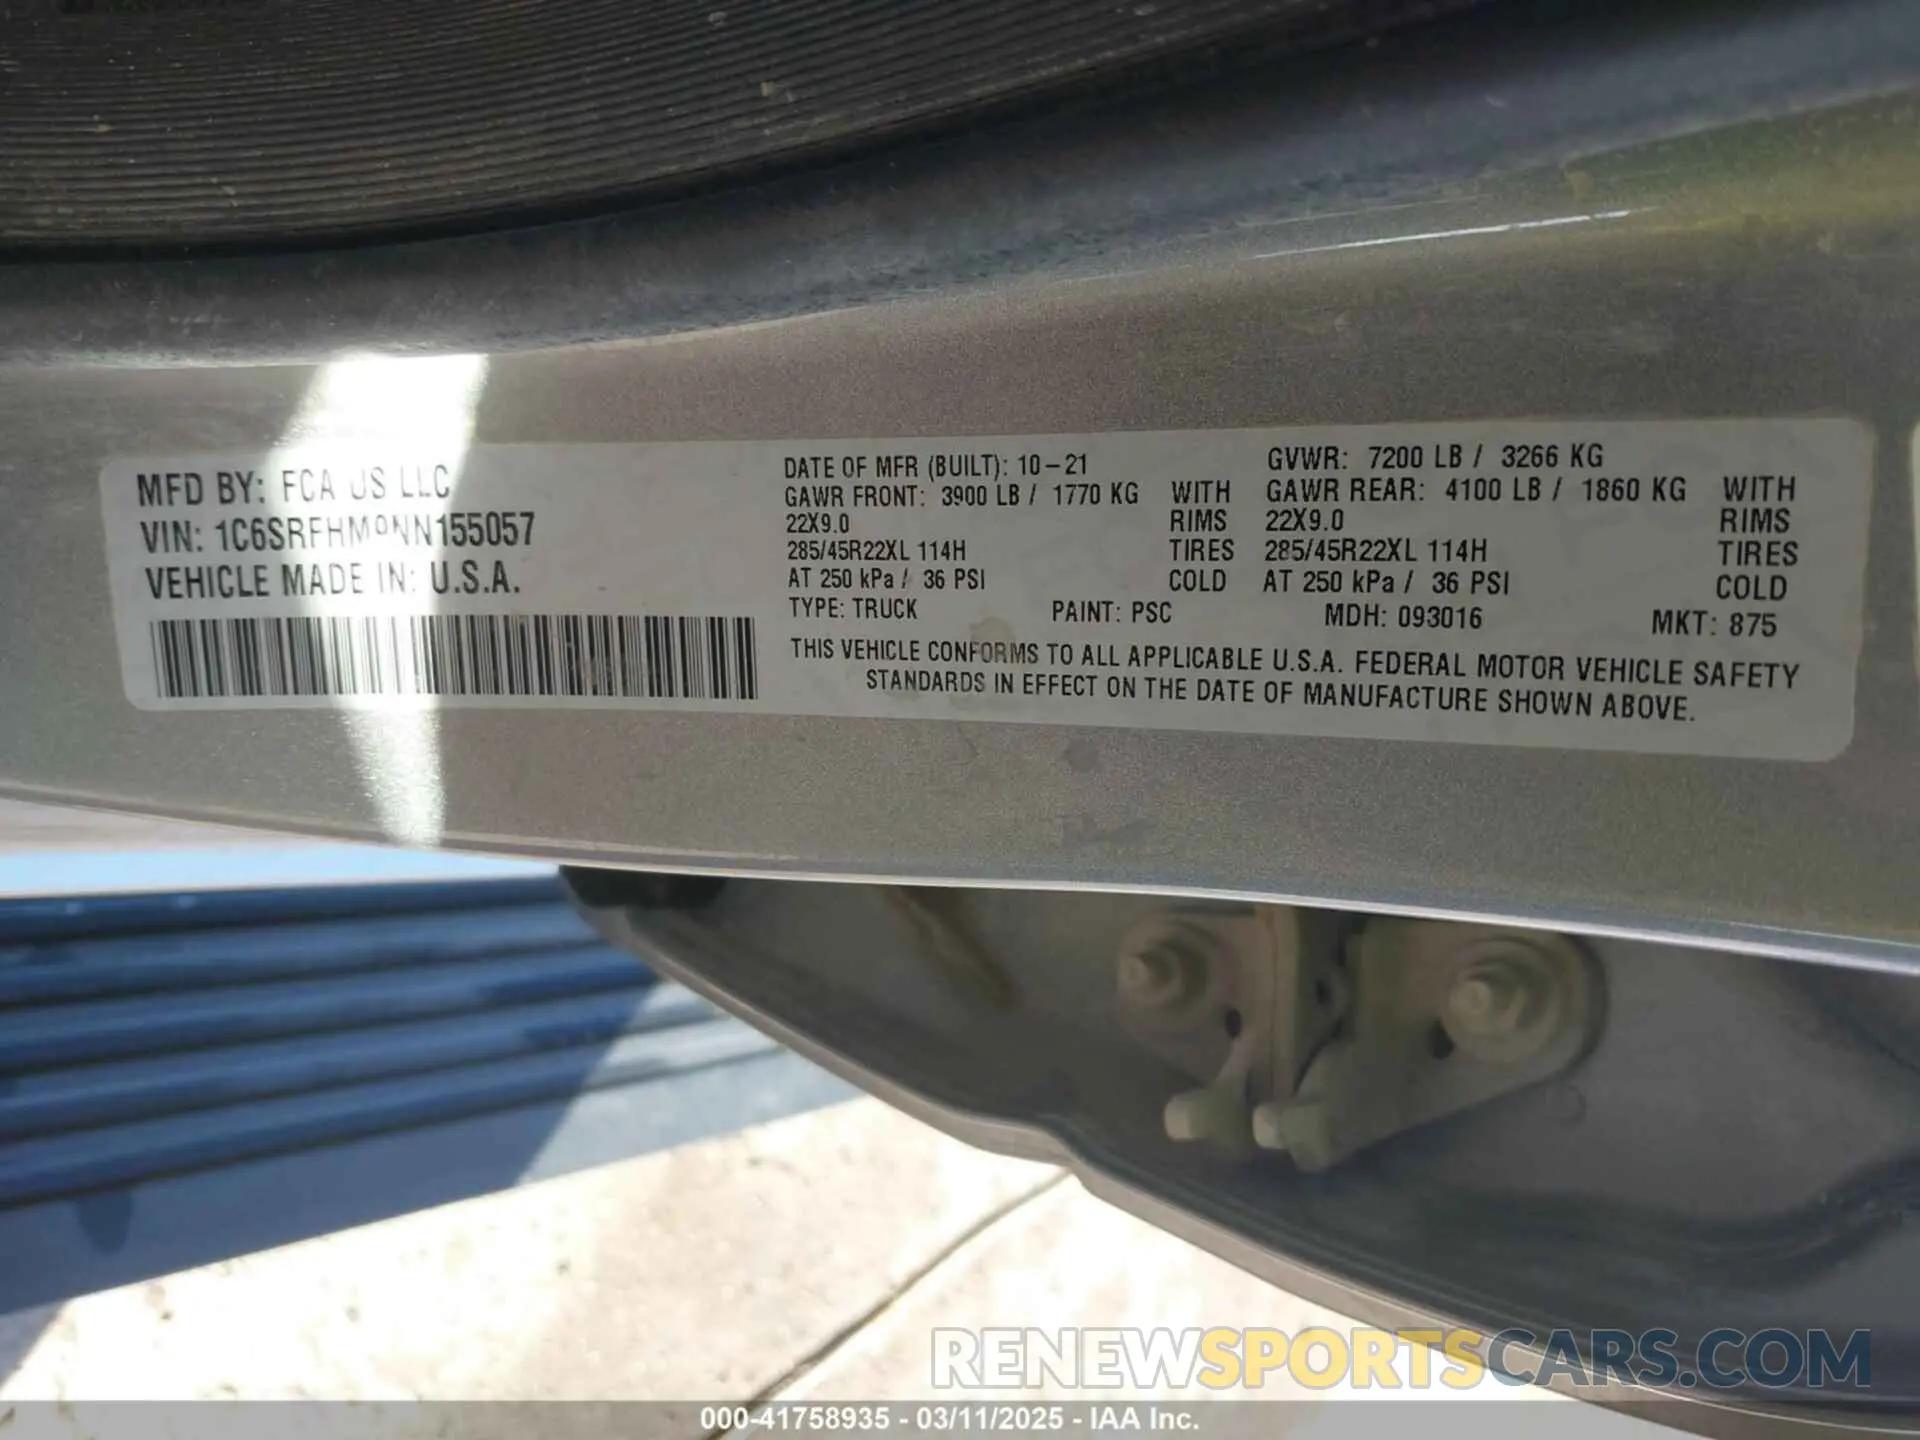 MFD BY: FCA US LLC
VIN: 1C6SRFHM9NN155057
VEHICLE MADE IN: U.S.A.
DATE OF MFR (BUILT): 10-21 GVWR: 7200 LB / 3266 KG
GAWR FRONT: 3900 LB / 1770 KG WITH GAWR REAR: 4100 LB / 1860 KG WITH
22X9.0 RIMS 22X9.0 RIMS
285/45R22XL 114H TIRES 285/45R22XL 114H TIRES
AT 250 kPa / 36 PSI COLD AT 250 kPa / 36 PSI COLD
TYPE: TRUCK PAINT: PSC MDH: 093016 MKT: 875
THIS VEHICLE CONFORMS TO ALL APPLICABLE U.S.A. FEDERAL MOTOR VEHICLE SAFETY
STANDARDS IN EFFECT ON THE DATE OF MANUFACTURE SHOWN ABOVE.
RENEWSPORTSCARS.COM
000-41758935 - 03/11/2025 - IAA Inc.